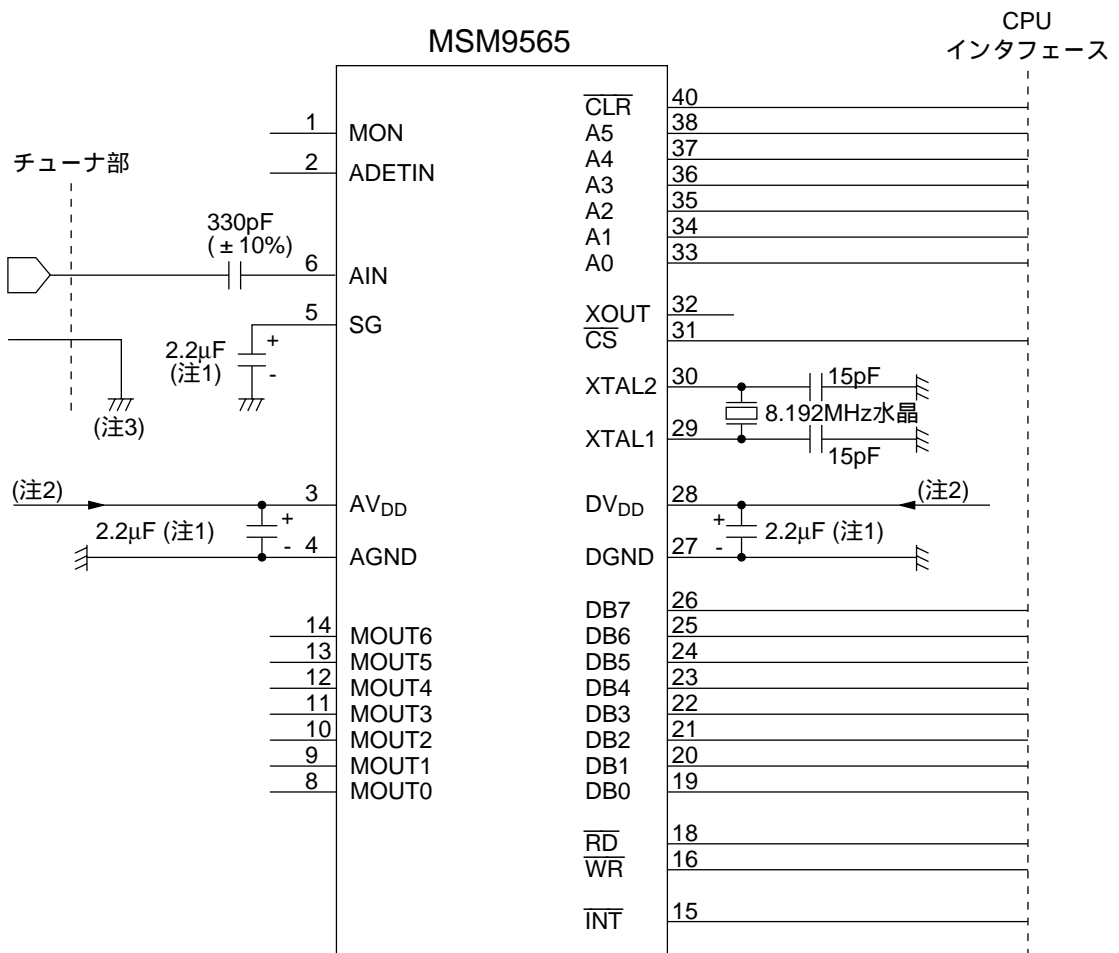 MSM9565
CPU
インタフェース
チューナ部
1 MON
2 ADETIN
330pF
(±10%)
6 AIN
5 SG
2.2μF
(注1)
+
-
(注3)
(注2)
3 AVDD
2.2μF (注1)
+
-
4 AGND
14 MOUT6
13 MOUT5
12 MOUT4
11 MOUT3
10 MOUT2
9 MOUT1
8 MOUT0
CLR 40
A5 38
A4 37
A3 36
A2 35
A1 34
A0 33
XOUT 32
CS 31
XTAL2 30
15pF
8.192MHz水晶
XTAL1 29
15pF
DVDD 28
(注2)
+
-
2.2μF (注1)
DGND 27
DB7 26
DB6 25
DB5 24
DB4 23
DB3 22
DB2 21
DB1 20
DB0 19
RD 18
WR 16
INT 15